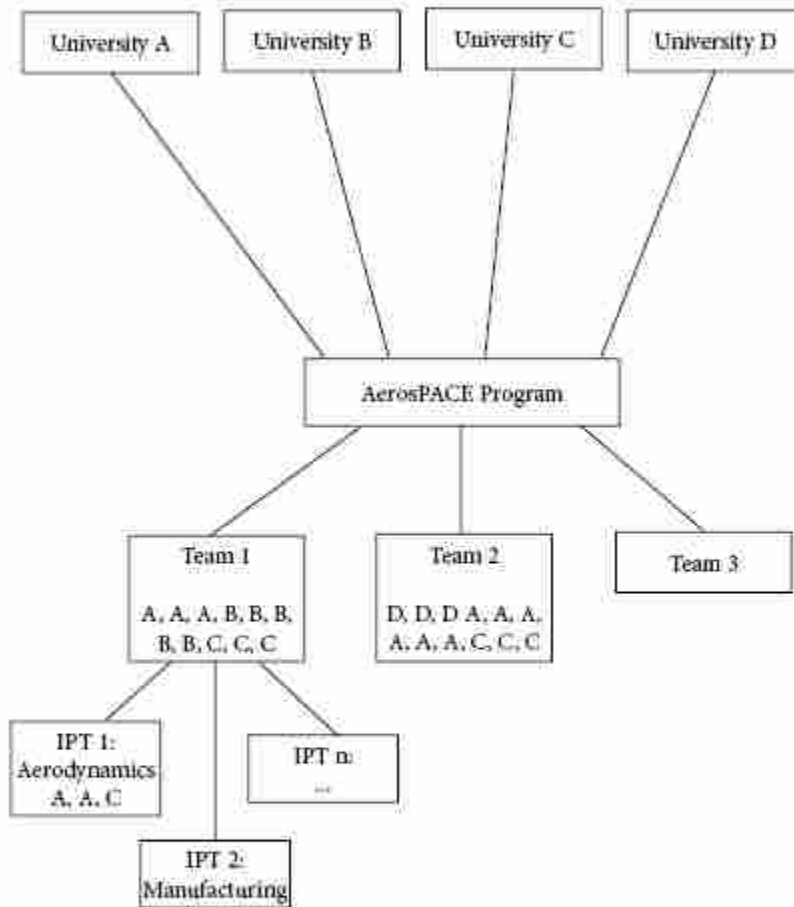 University A
University B
University C
University D
AerosPACE Program
Team 1
A, A, A, B, B, B,
B, B, C, C, C
Team 2
D, D, D A, A, A,
A, A, A, C, C, C
Team 3
IPT 1:
Aerodynamics
A, A, C
IPT 2:
Manufacturing
IPT n:
...